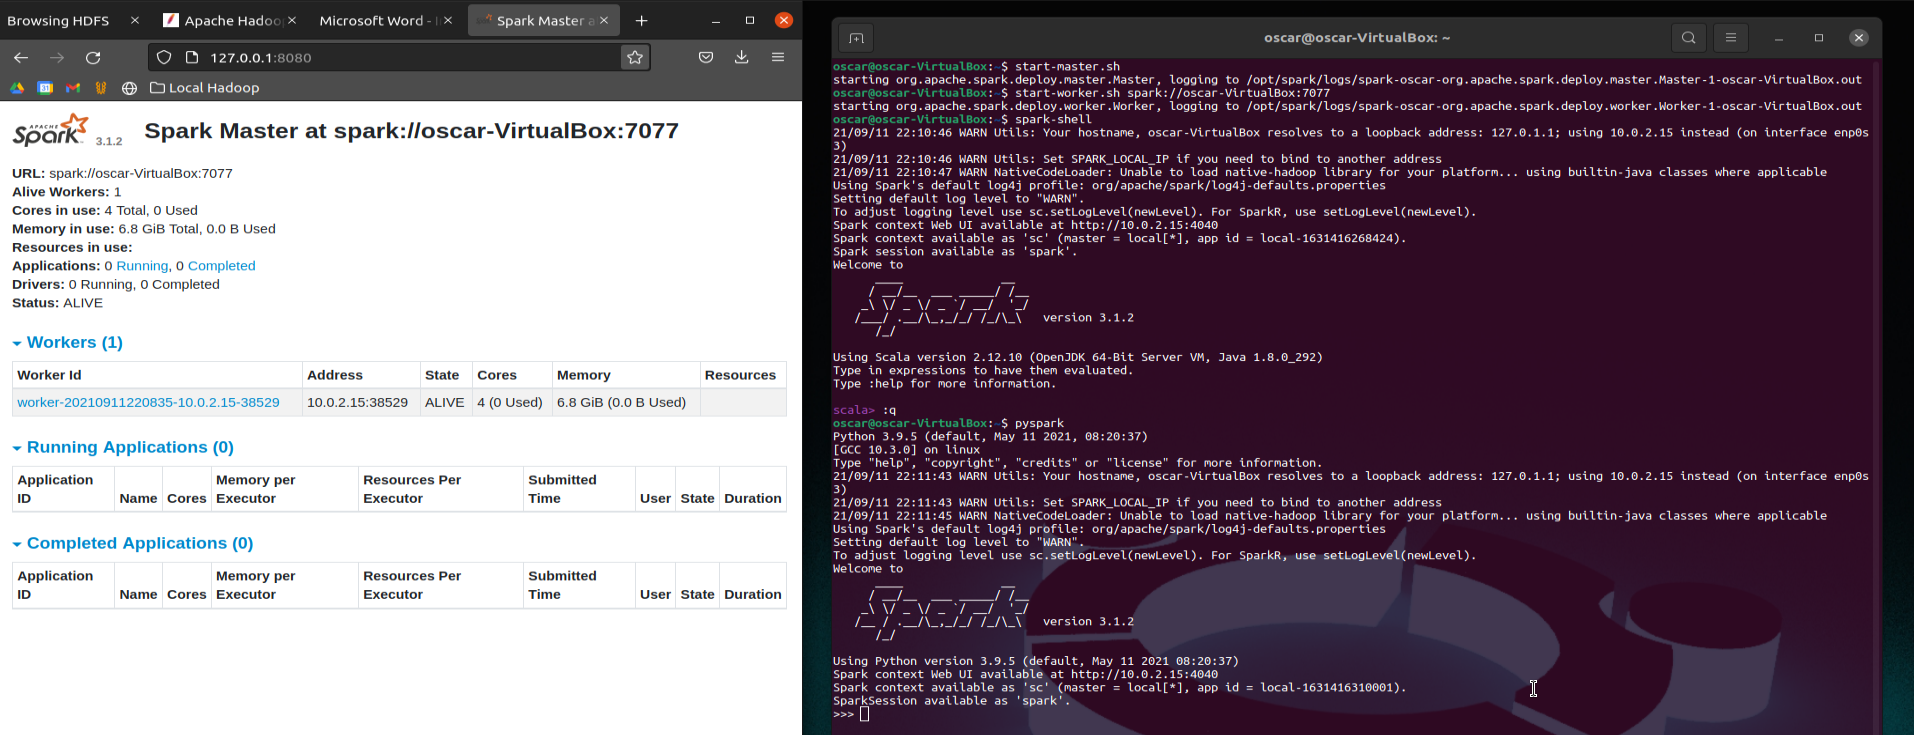 Browsing HDFS
Apache Hadoo
Microsoft Word - I
Spark Master a
127.0.0.1:8080
31
Local Hadoop
APACHE
Spark 3.1.2
Spark Master at spark://oscar-VirtualBox:7077
URL: spark://oscar-VirtualBox:7077
Alive Workers: 1
Cores in use: 4 Total, 0 Used
Memory in use: 6.8 GiB Total, 0.0 B Used
Resources in use:
Applications: 0 Running, 0 Completed
Drivers: 0 Running, 0 Completed
Status: ALIVE
Workers (1)
Worker Id Address State Cores Memory Resources
worker-20210911220835-10.0.2.15-38529 10.0.2.15:38529 ALIVE 4 (0 Used) 6.8 GiB (0.0 B Used)
Running Applications (0)
Application ID Name Cores Memory per Executor Resources Per Executor Submitted Time User State Duration
Completed Applications (0)
Application ID Name Cores Memory per Executor Resources Per Executor Submitted Time User State Duration
oscar@oscar-VirtualBox: ~
oscar@oscar-VirtualBox:~$ start-master.sh
starting org.apache.spark.deploy.master.Master, logging to /opt/spark/logs/spark-oscar-org.apache.spark.deploy.master.Master-1-oscar-VirtualBox.out
oscar@oscar-VirtualBox:~$ start-worker.sh spark://oscar-VirtualBox:7077
starting org.apache.spark.deploy.worker.Worker, logging to /opt/spark/logs/spark-oscar-org.apache.spark.deploy.worker.Worker-1-oscar-VirtualBox.out
oscar@oscar-VirtualBox:~$ spark-shell
21/09/11 22:10:46 WARN Utils: Your hostname, oscar-VirtualBox resolves to a loopback address: 127.0.1.1; using 10.0.2.15 instead (on interface enp0s
3)
21/09/11 22:10:46 WARN Utils: Set SPARK_LOCAL_IP if you need to bind to another address
21/09/11 22:10:47 WARN NativeCodeLoader: Unable to load native-hadoop library for your platform... using builtin-java classes where applicable
Using Spark's default log4j profile: org/apache/spark/log4j-defaults.properties
Setting default log level to "WARN".
To adjust logging level use sc.setLogLevel(newLevel). For SparkR, use setLogLevel(newLevel).
Spark context Web UI available at http://10.0.2.15:4040
Spark context available as 'sc' (master = local[*], app id = local-1631416268424).
Spark session available as 'spark'.
Welcome to
Spark version 3.1.2
Using Scala version 2.12.10 (OpenJDK 64-Bit Server VM, Java 1.8.0_292)
Type in expressions to have them evaluated.
Type :help for more information.
scala> :q
oscar@oscar-VirtualBox:~$ pyspark
Python 3.9.5 (default, May 11 2021, 08:20:37)
[GCC 10.3.0] on linux
Type "help", "copyright", "credits" or "license" for more information.
21/09/11 22:11:43 WARN Utils: Your hostname, oscar-VirtualBox resolves to a loopback address: 127.0.1.1; using 10.0.2.15 instead (on interface enp0s
3)
21/09/11 22:11:43 WARN Utils: Set SPARK_LOCAL_IP if you need to bind to another address
21/09/11 22:11:45 WARN NativeCodeLoader: Unable to load native-hadoop library for your platform... using builtin-java classes where applicable
Using Spark's default log4j profile: org/apache/spark/log4j-defaults.properties
Setting default log level to "WARN".
To adjust logging level use sc.setLogLevel(newLevel). For SparkR, use setLogLevel(newLevel).
Welcome to
Spark version 3.1.2
Using Python version 3.9.5 (default, May 11 2021 08:20:37)
Spark context Web UI available at http://10.0.2.15:4040
Spark context available as 'sc' (master = local[*], app id = local-1631416310001).
SparkSession available as 'spark'.
>>>